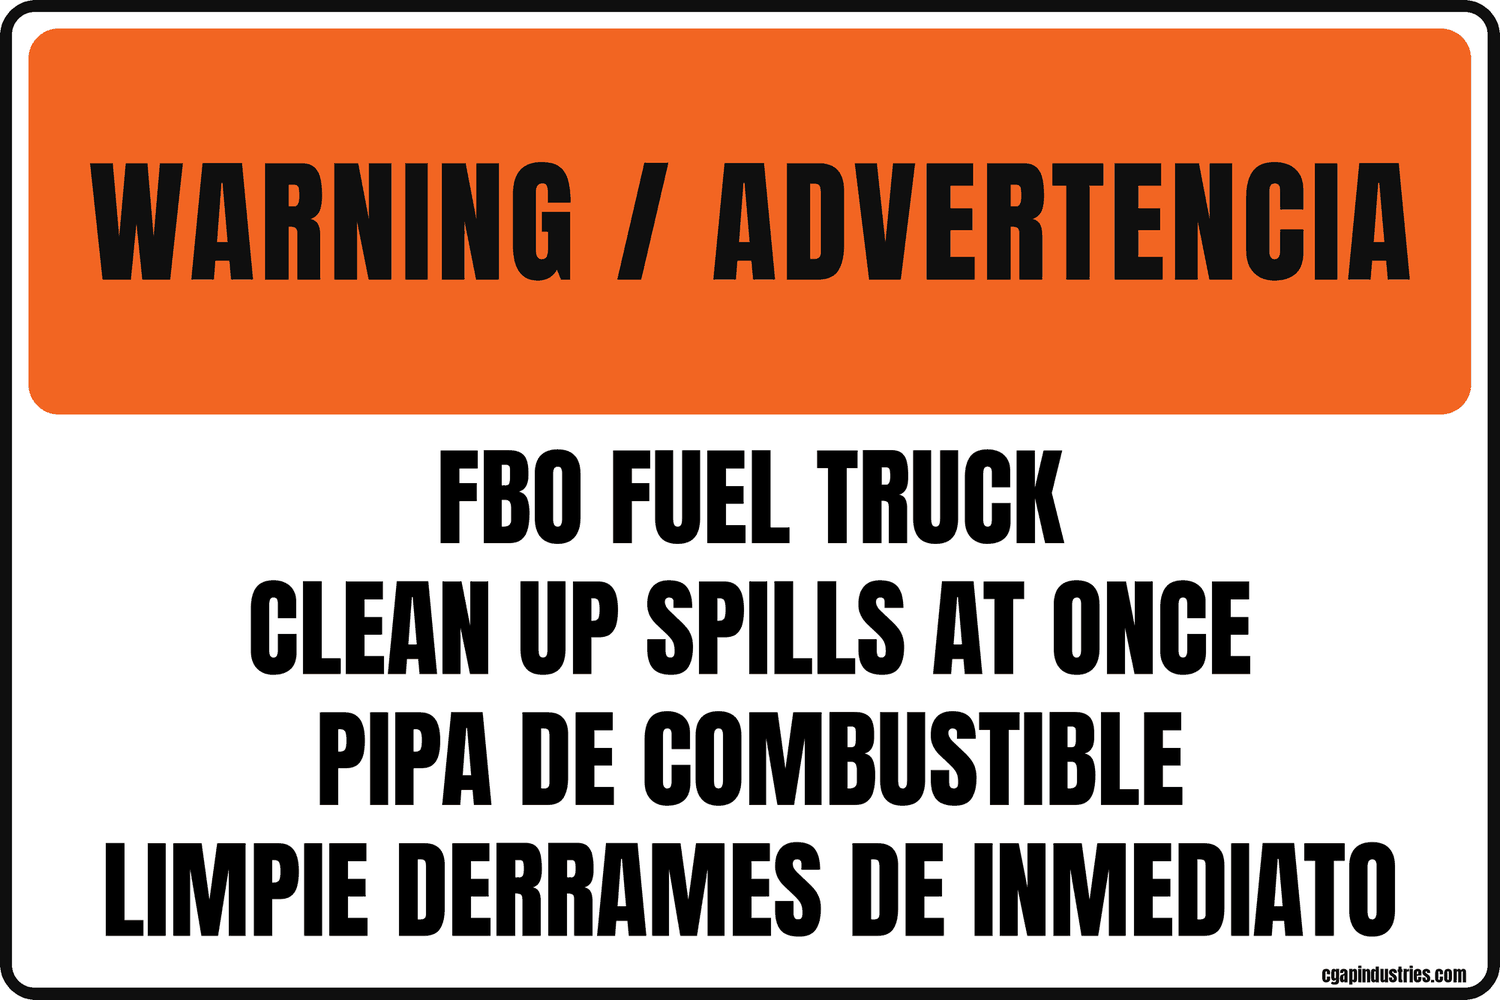 WARNING / ADVERTENCIA
FBO FUEL TRUCK
CLEAN UP SPILLS AT ONCE
PIPA DE COMBUSTIBLE
LIMPIE DERRAMES DE INMEDIATO
cgapindustries.com